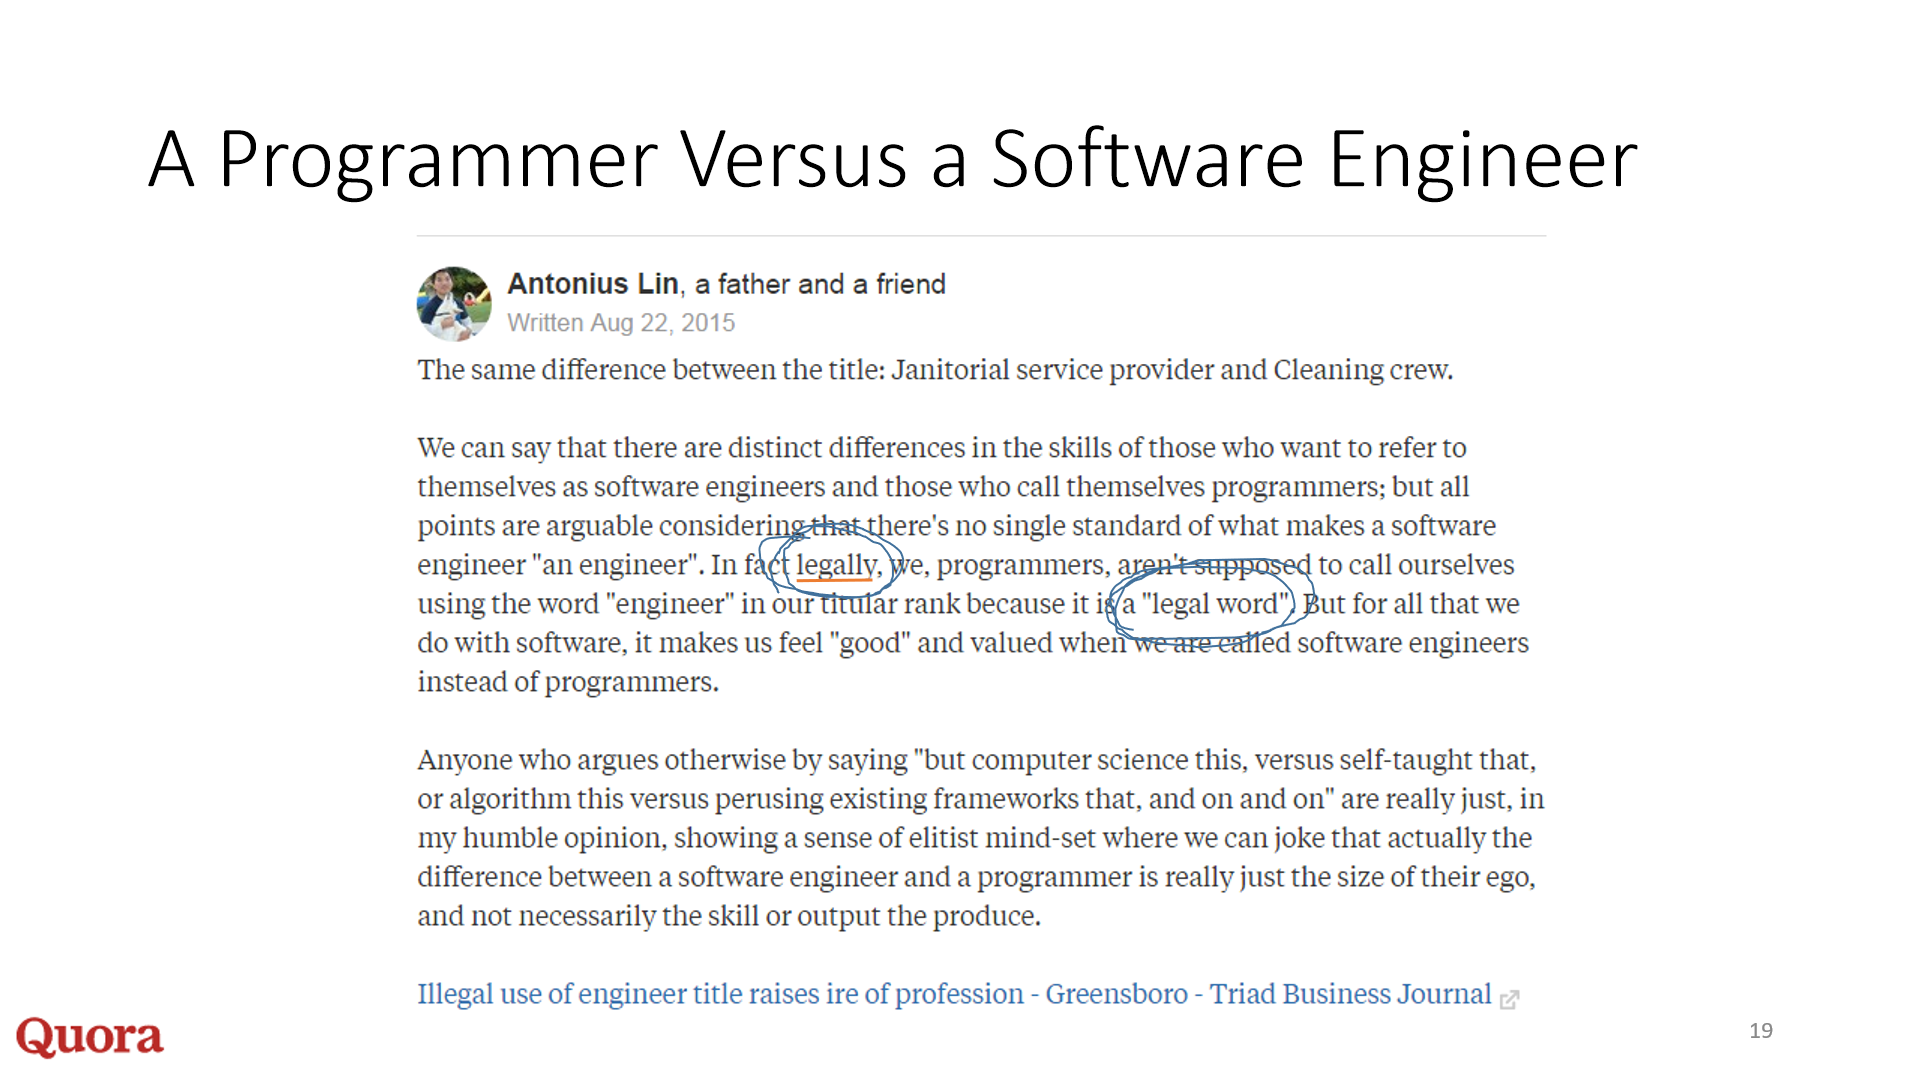 A Programmer Versus a Software Engineer
Antonius Lin, a father and a friend
Written Aug 22, 2015
The same difference between the title: Janitorial service provider and Cleaning crew.
We can say that there are distinct differences in the skills of those who want to refer to
themselves as software engineers and those who call themselves programmers; but all
points are arguable considering that there's no single standard of what makes a software
engineer "an engineer". In fact legally, we, programmers, aren't supposed to call ourselves
using the word "engineer" in our titular rank because it is a "legal word". But for all that we
do with software, it makes us feel "good" and valued when we are called software engineers
instead of programmers.
Anyone who argues otherwise by saying "but computer science this, versus self-taught that,
or algorithm this versus perusing existing frameworks that, and on and on" are really just, in
my humble opinion, showing a sense of elitist mind-set where we can joke that actually the
difference between a software engineer and a programmer is really just the size of their ego,
and not necessarily the skill or output the produce.
Illegal use of engineer title raises ire of profession - Greensboro - Triad Business Journal
Quora
19